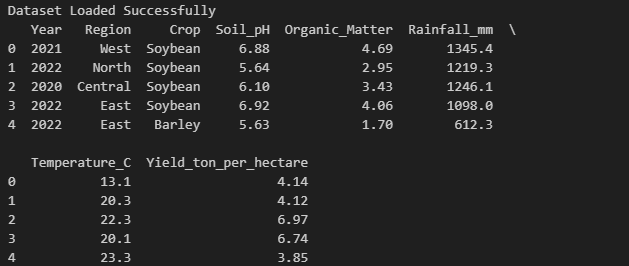 Dataset Loaded Successfully
   Year   Region     Crop  Soil_pH  Organic_Matter  Rainfall_mm  \
0  2021     West  Soybean     6.88            4.69       1345.4
1  2022    North  Soybean     5.64            2.95       1219.3
2  2020  Central  Soybean     6.10            3.43       1246.1
3  2022     East  Soybean     6.92            4.06       1098.0
4  2022     East   Barley     5.63            1.70        612.3

   Temperature_C  Yield_ton_per_hectare
0           13.1                   4.14
1           20.3                   4.12
2           22.3                   6.97
3           20.1                   6.74
4           23.3                   3.85